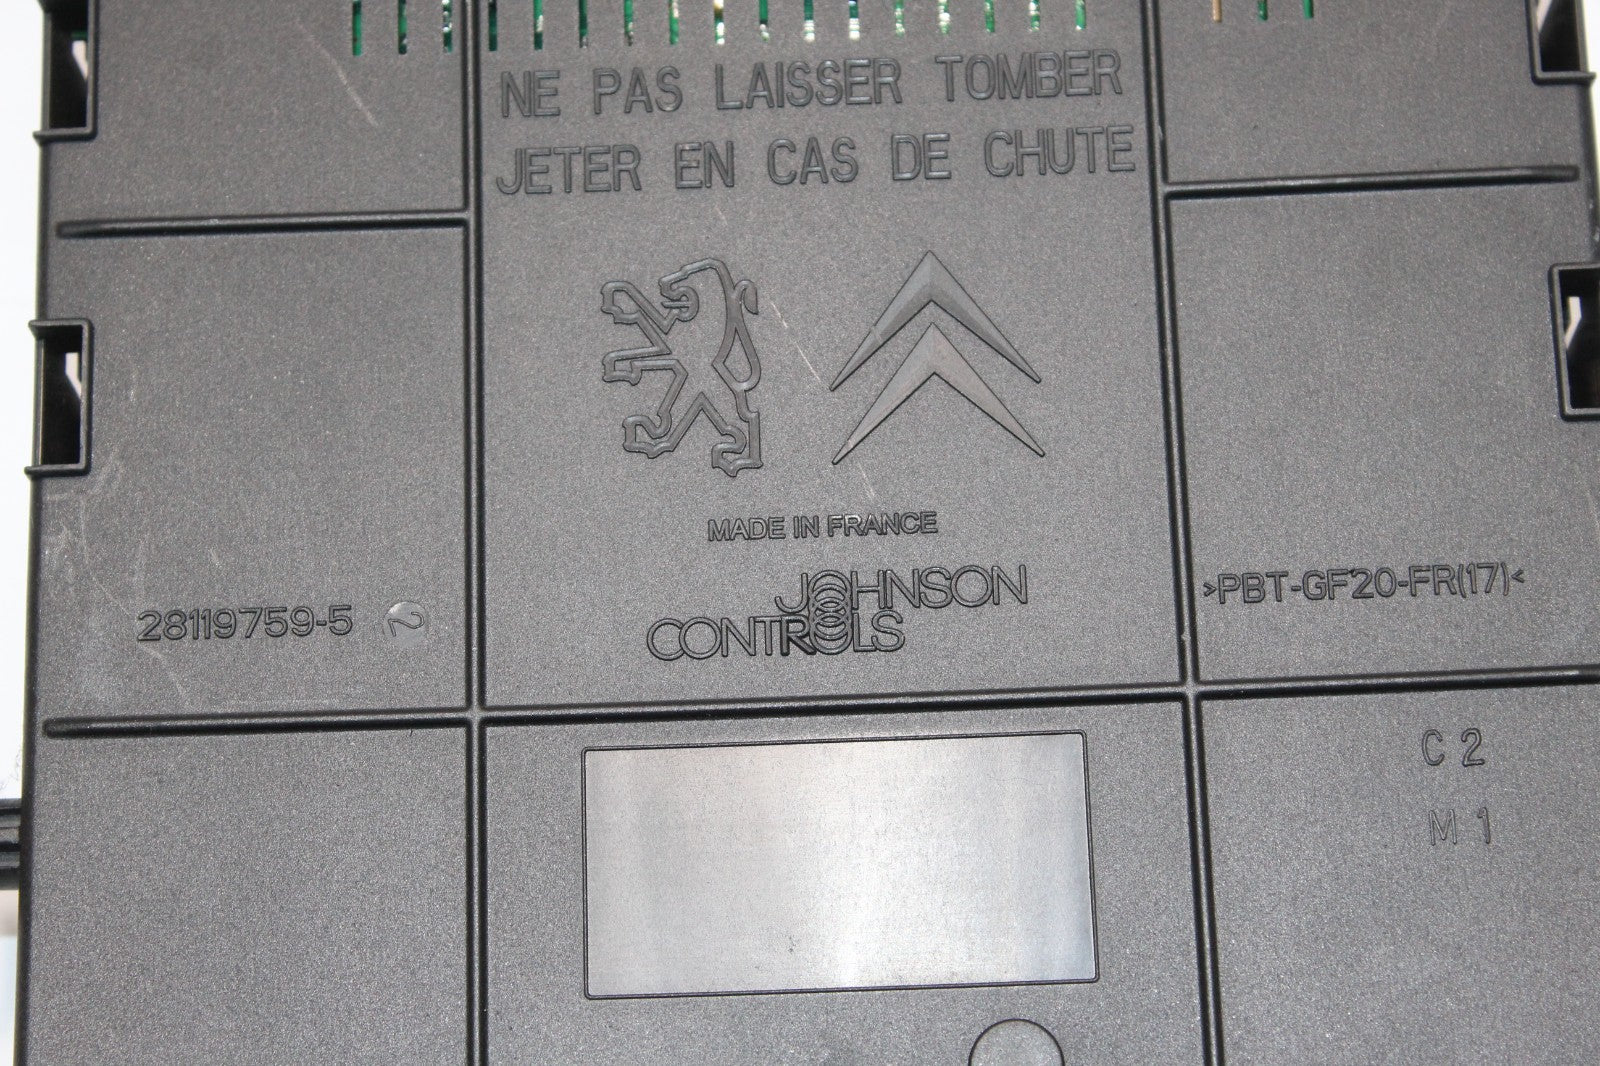 NE PAS LAISSER TOMBER
JETER EN CAS DE CHUTE
MADE IN FRANCE
JOHNSON
CONTROLS
28119759-5 2
>PBT-GF20-FR(17)<
C 2
M 1